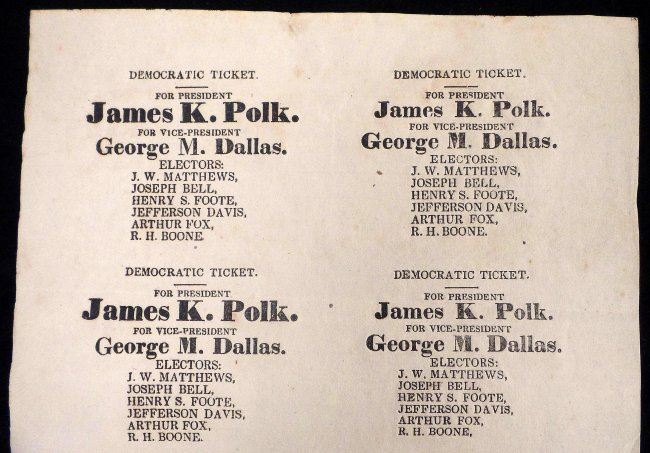 DEMOCRATIC TICKET.
FOR PRESIDENT
James K. Polk.
FOR VICE-PRESIDENT
George M. Dallas.
ELECTORS:
J. W. MATTHEWS,
JOSEPH BELL,
HENRY S. FOOTE,
JEFFERSON DAVIS,
ARTHUR FOX,
R. H. BOONE.
DEMOCRATIC TICKET.
FOR PRESIDENT
James K. Polk.
FOR VICE-PRESIDENT
George M. Dallas.
ELECTORS:
J. W. MATTHEWS,
JOSEPH BELL,
HENRY S. FOOTE,
JEFFERSON DAVIS,
ARTHUR FOX,
R. H. BOONE.
DEMOCRATIC TICKET.
FOR PRESIDENT
James K. Polk.
FOR VICE-PRESIDENT
George M. Dallas.
ELECTORS:
J. W. MATTHEWS,
JOSEPH BELL,
HENRY S. FOOTE,
JEFFERSON DAVIS,
ARTHUR FOX,
R. H. BOONE.
DEMOCRATIC TICKET.
FOR PRESIDENT
James K. Polk.
FOR VICE-PRESIDENT
George M. Dallas.
ELECTORS:
J. W. MATTHEWS,
JOSEPH BELL,
HENRY S. FOOTE,
JEFFERSON DAVIS,
ARTHUR FOX,
R. H. BOONE,